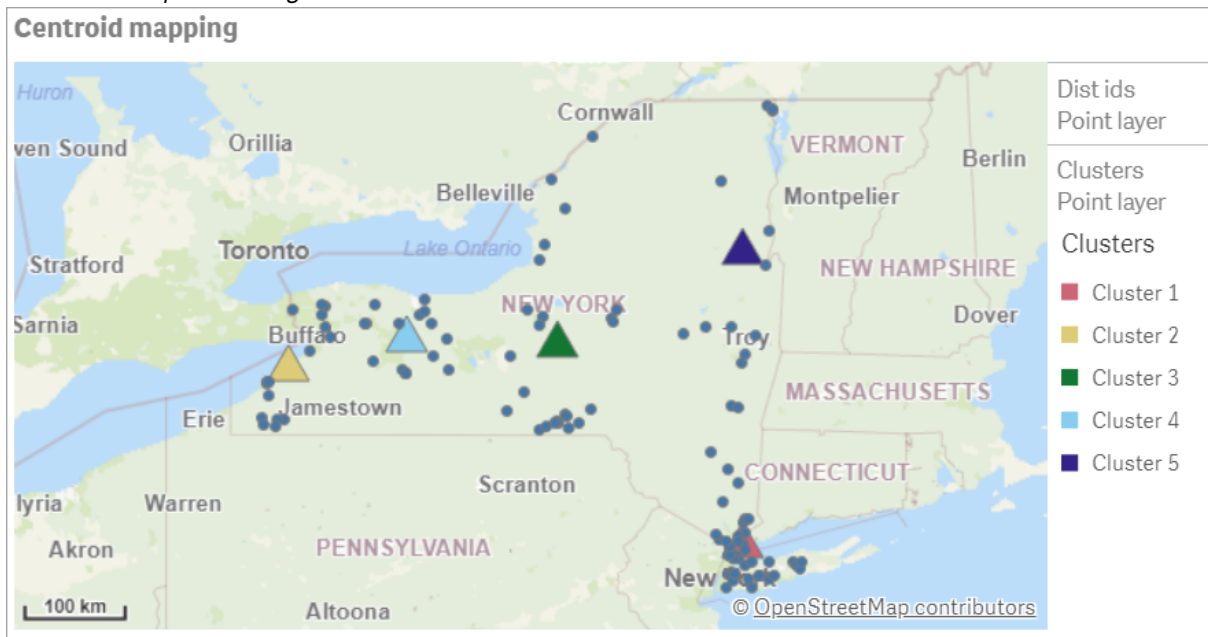 Centroid mapping
Huron
Cornwall
Dist ids
Point layer
wen Sound
Orillia
VERMONT
Berlin
Clusters
Point layer
Belleville
Montpelier
Toronto
Lake Ontario
Clusters
Stratford
NEW HAMPSHIRE
Cluster 1
NEW YORK
Sarnia
Dover
Cluster 2
Buffalo
Troy
Cluster 3
Erie
Jamestown
MASSACHUSETTS
Cluster 4
Cluster 5
CONNECTICUT
Scranton
lyria
Warren
Akron
PENNSYLVANIA
New York
100 km
Altoona
© OpenStreetMap contributors